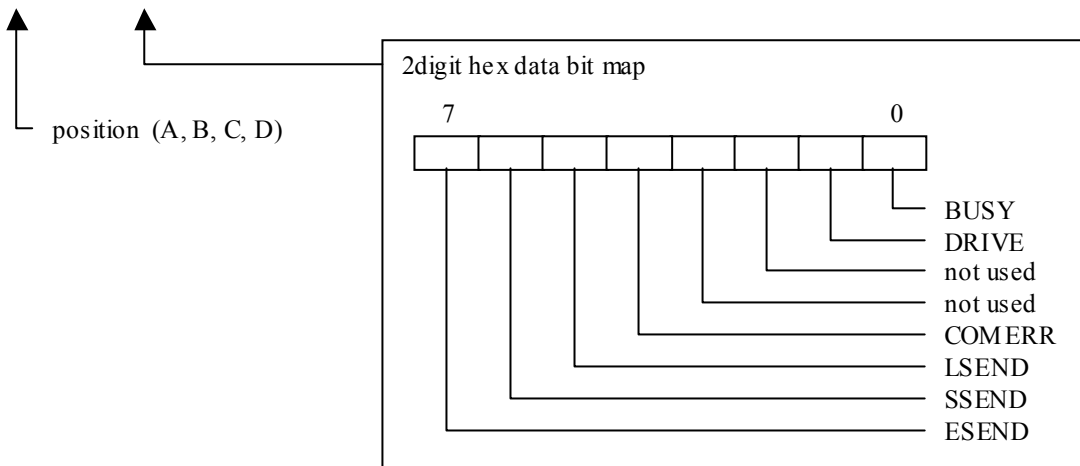 2digit hex data bit map
7 0
position (A, B, C, D)
BUSY
DRIVE
not used
not used
COMERR
LSEND
SSEND
ESEND